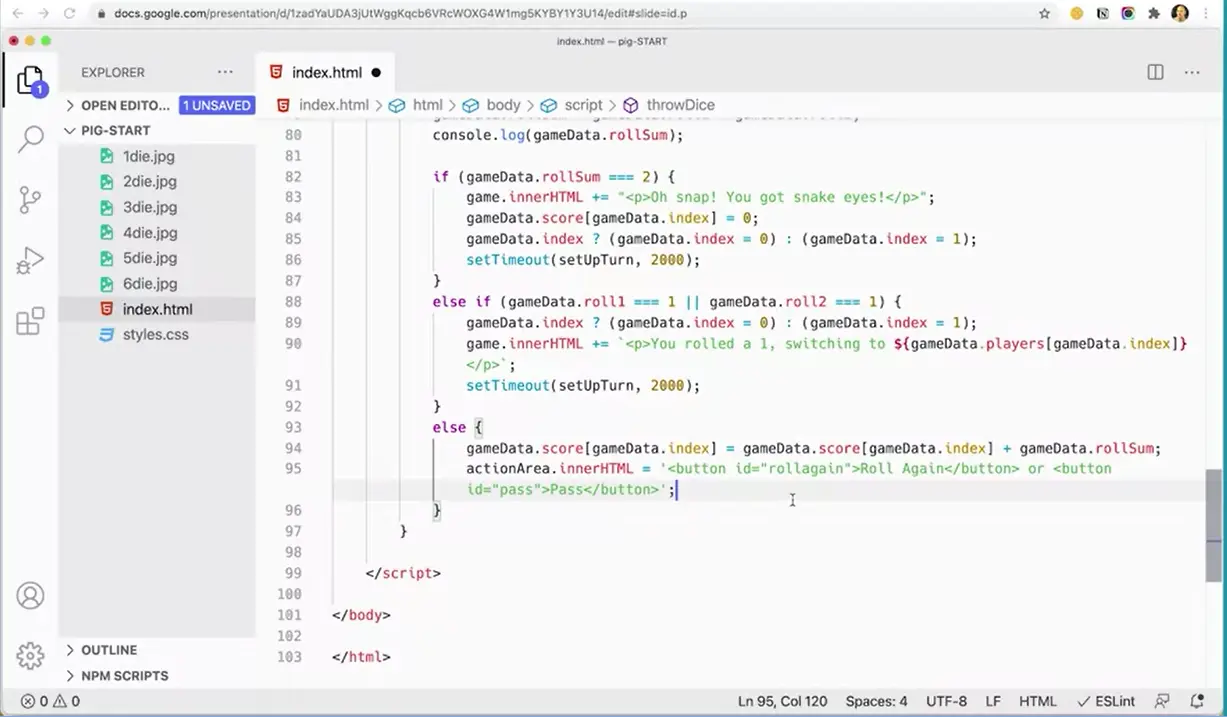 docs.google.com/presentation/d/1zadYaUDA3jUtWggKqcb6VRcWOXG4W1mg5KYBY1Y3U14/edit#slide=id.p
index.html — pig-START
EXPLORER ···
index.html ●
1
OPEN EDITO... 1 UNSAVED
index.html > html > body > script > throwDice
PIG-START
1die.jpg
2die.jpg
3die.jpg
4die.jpg
5die.jpg
6die.jpg
index.html
styles.css
80 console.log(gameData.rollSum);
81
82 if (gameData.rollSum === 2) {
83 game.innerHTML += "<p>Oh snap! You got snake eyes!</p>";
84 gameData.score[gameData.index] = 0;
85 gameData.index ? (gameData.index = 0) : (gameData.index = 1);
86 setTimeout(setUpTurn, 2000);
87 }
88 else if (gameData.roll1 === 1 || gameData.roll2 === 1) {
89 gameData.index ? (gameData.index = 0) : (gameData.index = 1);
90 game.innerHTML += `<p>You rolled a 1, switching to ${gameData.players[gameData.index]}
</p>`;
91 setTimeout(setUpTurn, 2000);
92 }
93 else {
94 gameData.score[gameData.index] = gameData.score[gameData.index] + gameData.rollSum;
95 actionArea.innerHTML = '<button id="rollagain">Roll Again</button> or <button
id="pass">Pass</button>';
96 }
97 }
98
99 </script>
100
101 </body>
102
103 </html>
OUTLINE
NPM SCRIPTS
0 0
Ln 95, Col 120 Spaces: 4 UTF-8 LF HTML ESLint